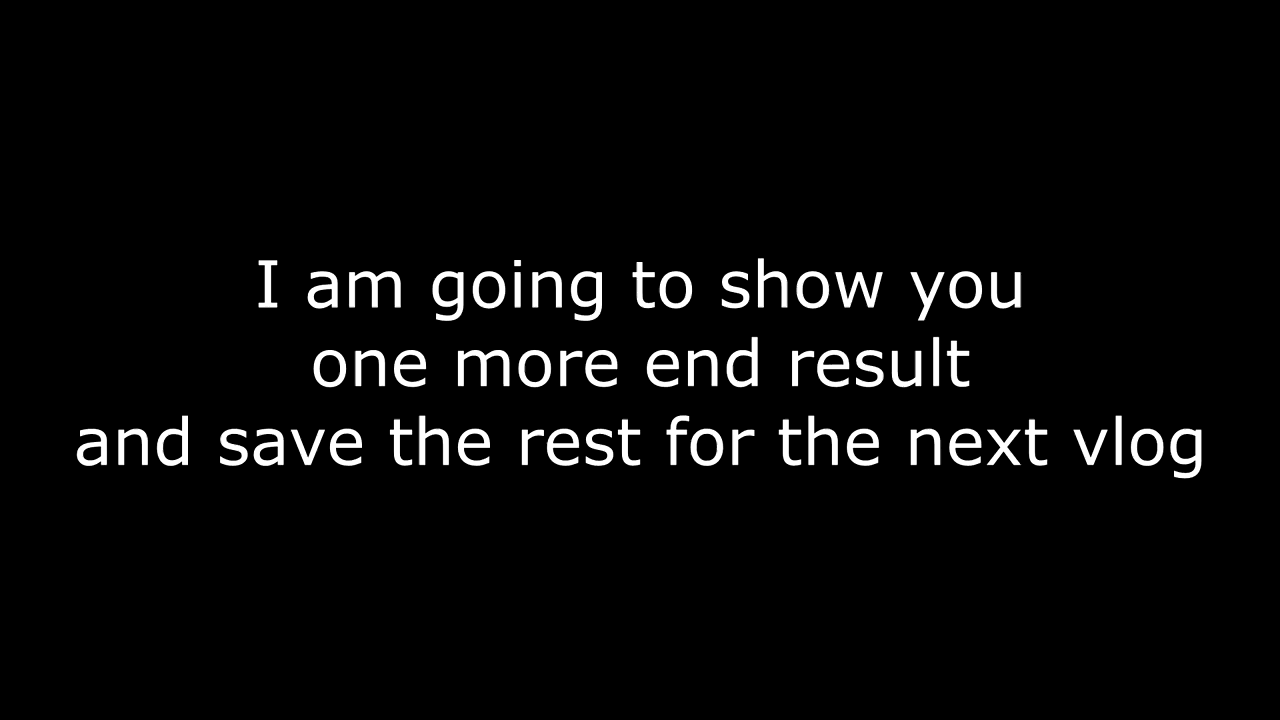 I am going to show you
one more end result
and save the rest for the next vlog